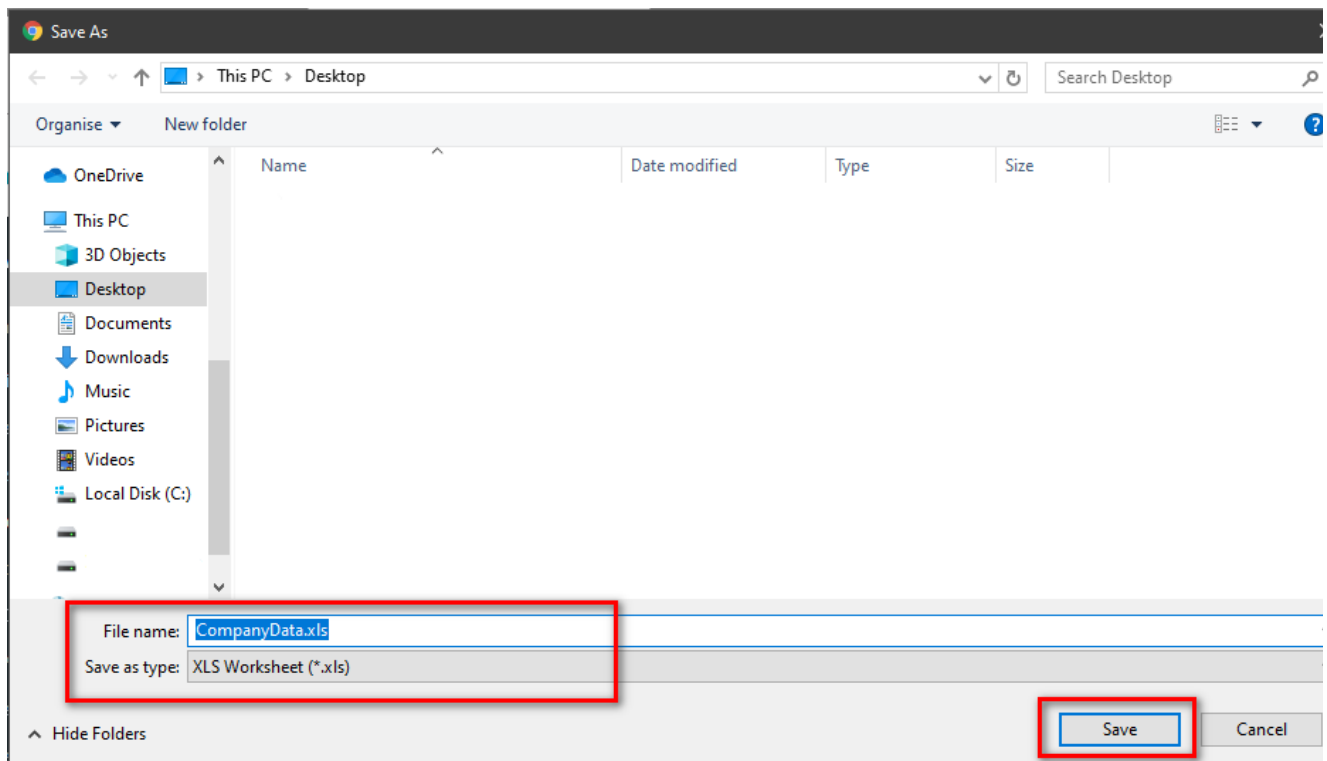 Save As
This PC > Desktop
Search Desktop
Organise
New folder
Name
Date modified
Type
Size
OneDrive
This PC
3D Objects
Desktop
Documents
Downloads
Music
Pictures
Videos
Local Disk (C:)
File name: CompanyData.xls
Save as type: XLS Worksheet (*.xls)
Hide Folders
Save
Cancel